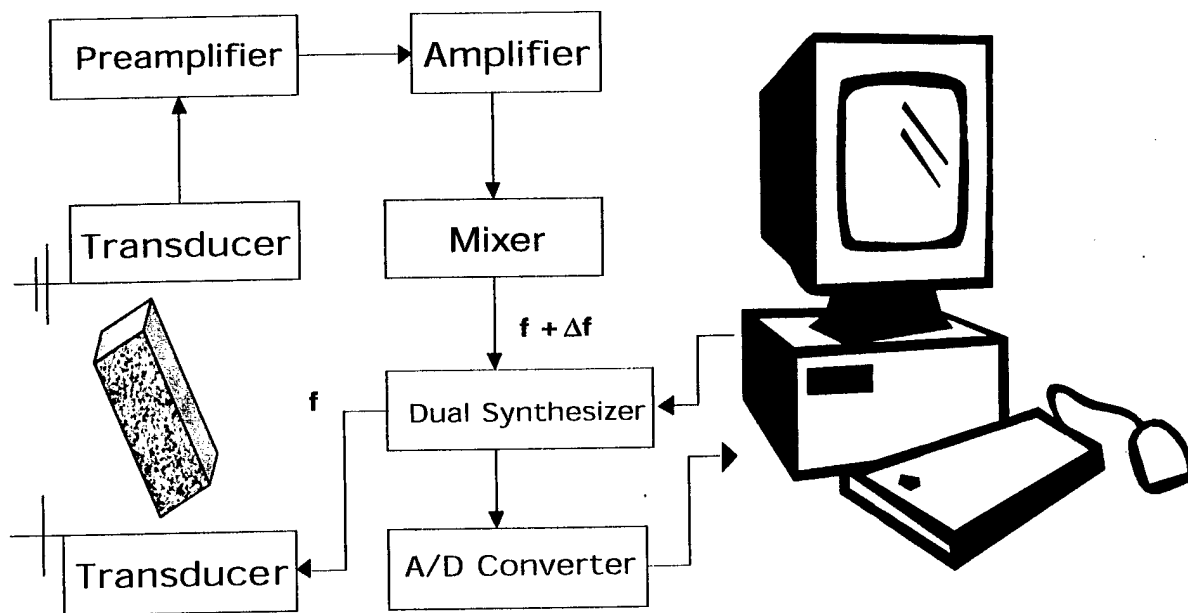 Preamplifier
Amplifier
Transducer
Mixer
f + Δf
f
Dual Synthesizer
Transducer
A/D Converter